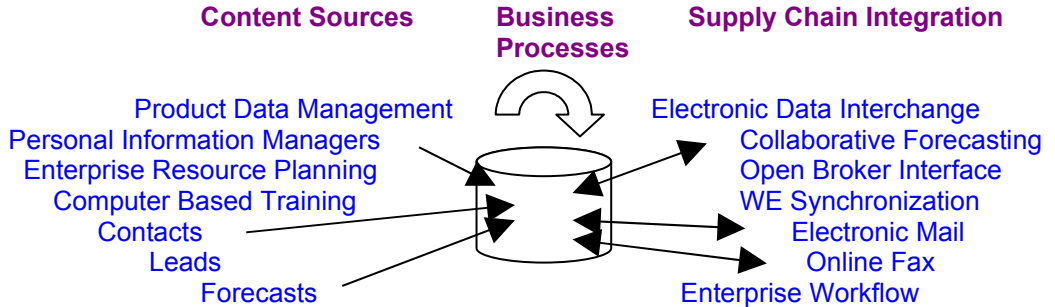 Content Sources
Business
Processes
Supply Chain Integration
Product Data Management
Personal Information Managers
Enterprise Resource Planning
Computer Based Training
Contacts
Leads
Forecasts
Electronic Data Interchange
Collaborative Forecasting
Open Broker Interface
WE Synchronization
Electronic Mail
Online Fax
Enterprise Workflow